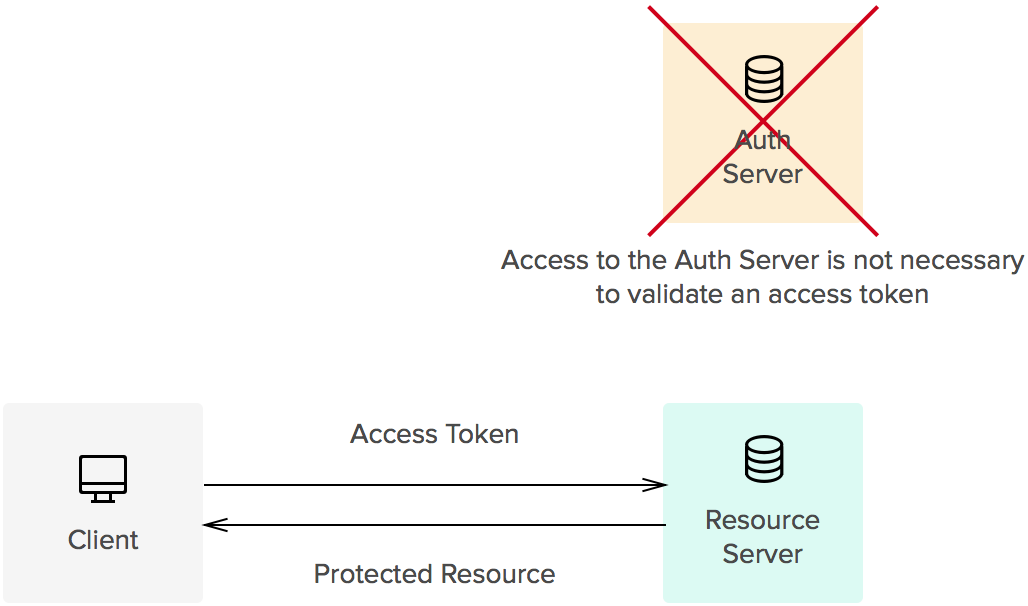 Auth
Server
Access to the Auth Server is not necessary
to validate an access token
Access Token
Client
Resource
Server
Protected Resource